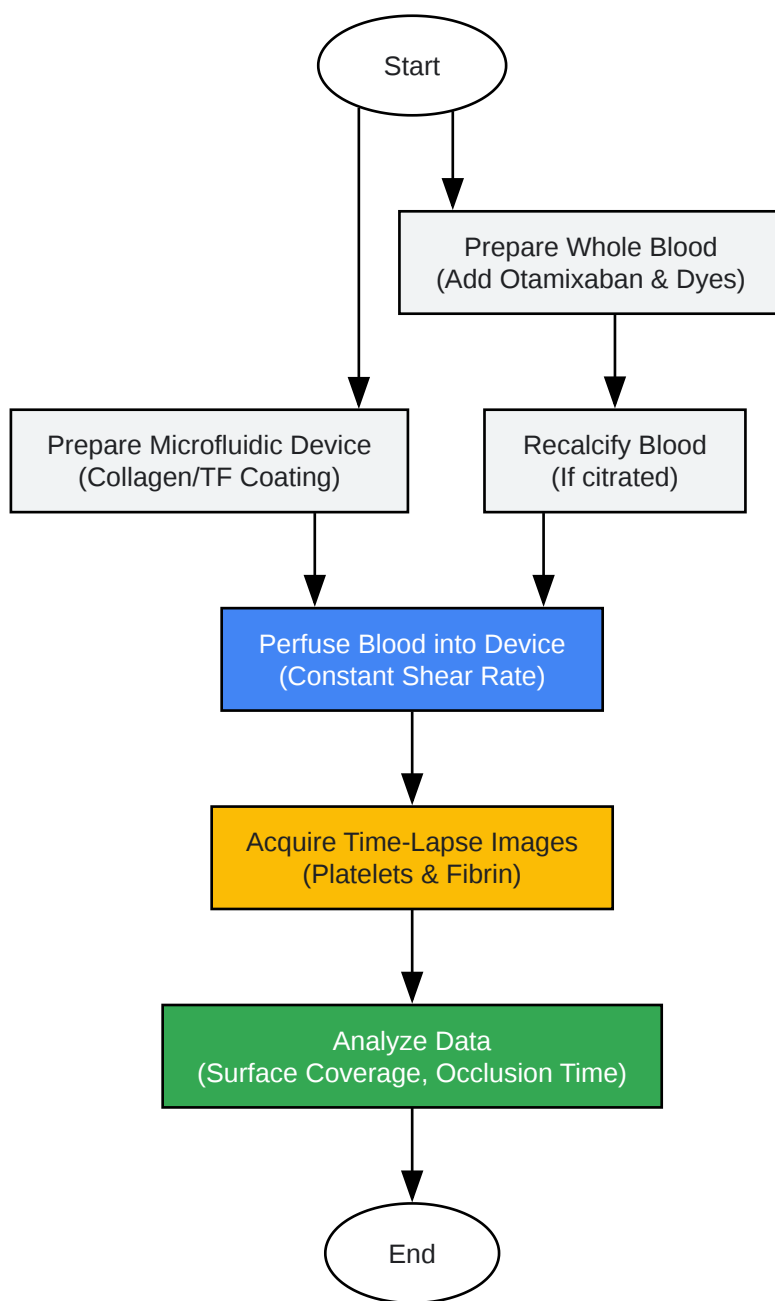 Start
Prepare Whole Blood
(Add Otamixaban & Dyes)
Prepare Microfluidic Device
(Collagen/TF Coating)
Recalcify Blood
(If citrated)
Perfuse Blood into Device
(Constant Shear Rate)
Acquire Time-Lapse Images
(Platelets & Fibrin)
Analyze Data
(Surface Coverage, Occlusion Time)
End